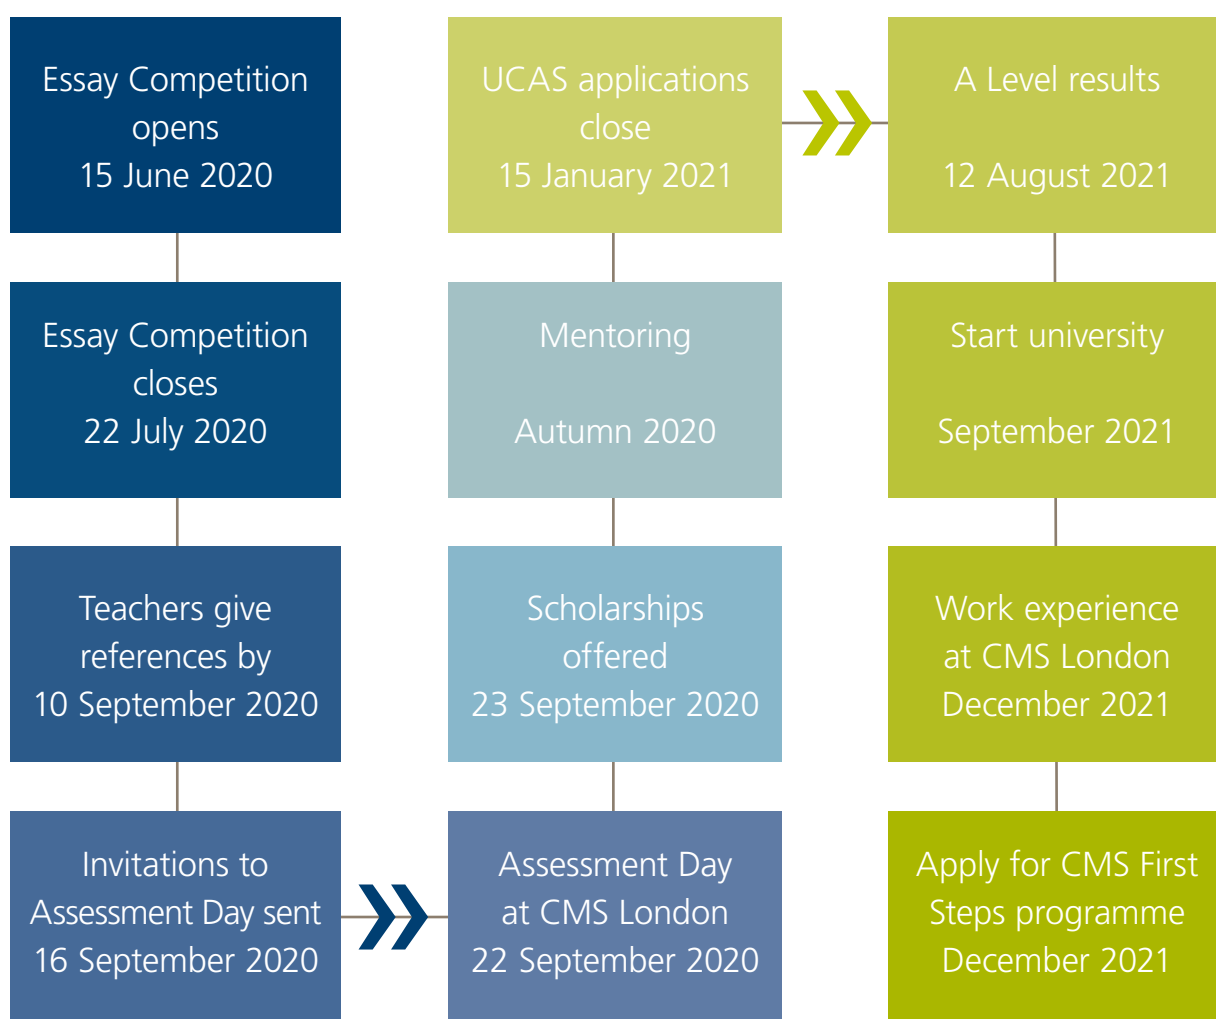 Essay Competition
opens
15 June 2020
Essay Competition
closes
22 July 2020
Teachers give
references by
10 September 2020
Invitations to
Assessment Day sent
16 September 2020
Assessment Day
at CMS London
22 September 2020
Scholarships
offered
23 September 2020
Mentoring
Autumn 2020
UCAS applications
close
15 January 2021
A Level results
12 August 2021
Start university
September 2021
Work experience
at CMS London
December 2021
Apply for CMS First
Steps programme
December 2021